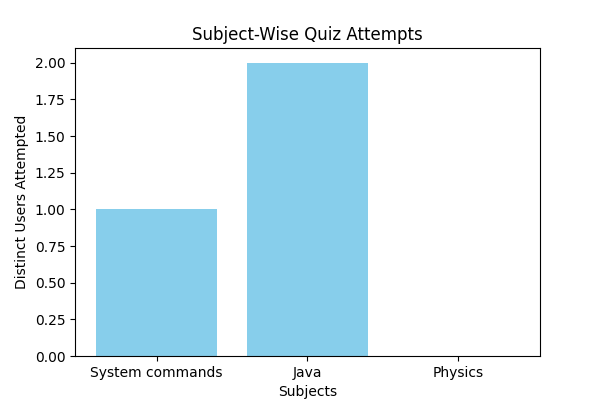 Subject-Wise Quiz Attempts
2.00
1.75
1.50
1.25
1.00
0.75
0.50
0.25
0.00
Distinct Users Attempted
System commands Java Physics
Subjects